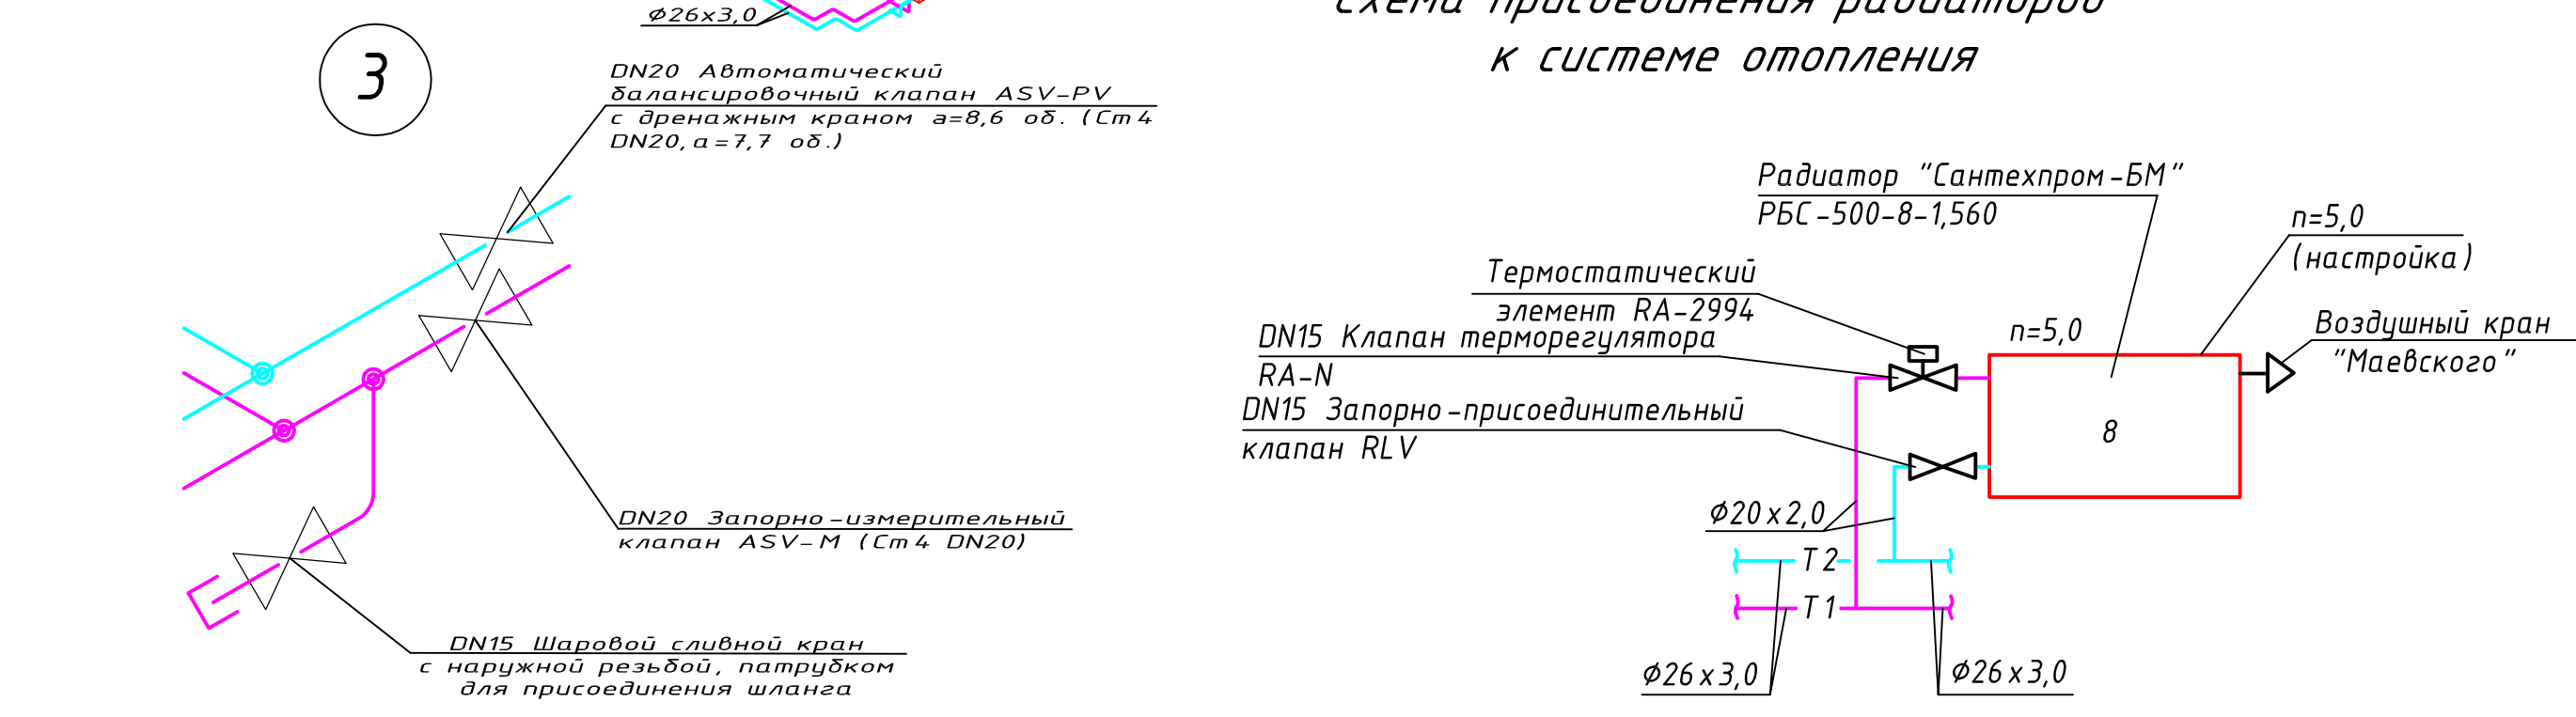 Ф26х3,0
3
DN20 Автоматический
балансировочный клапан ASV-PV
с дренажным краном а=8,6 об. (Ст4
DN20, а=7,7 об.)
DN20 Запорно-измерительный
клапан ASV-M (Ст4 DN20)
DN15 Шаровой сливной кран
с наружной резьбой, патрубком
для присоединения шланга
Схема присоединения радиаторов
к системе отопления
Радиатор "Сантехпром-БМ"
РБС-500-8-1,560
n=5,0
(настройка)
Термостатический
элемент RA-2994
DN15 Клапан терморегулятора
RA-N
n=5,0
Воздушный кран
"Маевского"
DN15 Запорно-присоединительный
клапан RLV
8
Ф20х2,0
Т2
Т1
Ф26х3,0
Ф26х3,0